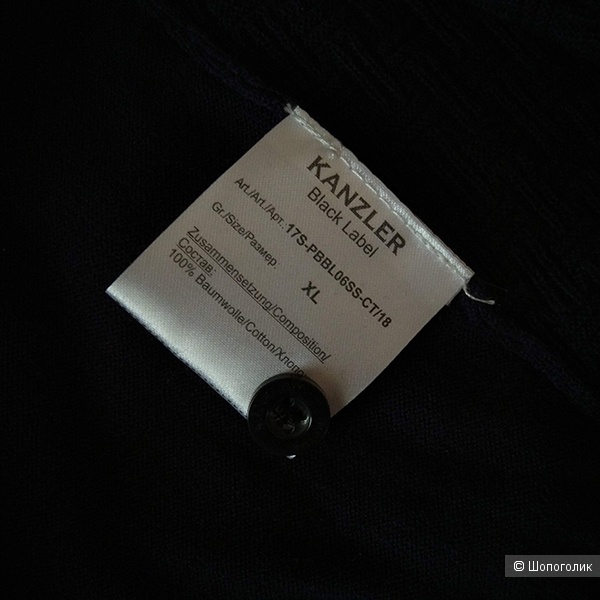 KANZLER
Black Label
Art./Art./Арт.:17S-PBBL06SS-CT/18
Gr./Size/Размер.
XL
Zusammensetzung/Composition/
Состав:
100% Baumwolle/Cotton/
© Шопоголик